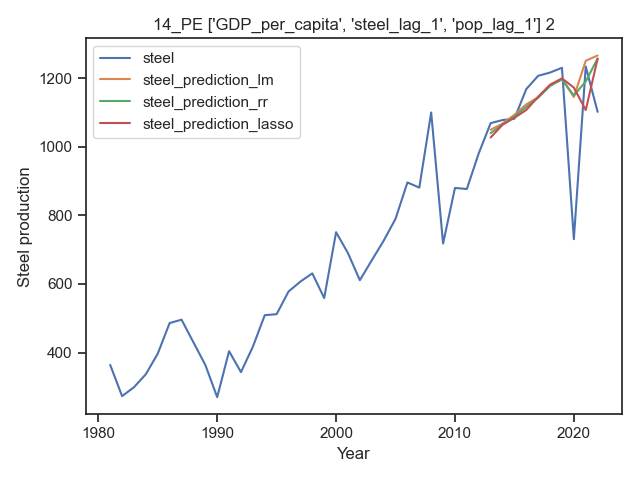 14_PE ['GDP_per_capita', 'steel_lag_1', 'pop_lag_1'] 2
steel
steel_prediction_lm
steel_prediction_rr
steel_prediction_lasso
Steel production
1200
1000
800
600
400
1980
1990
2000
2010
2020
Year